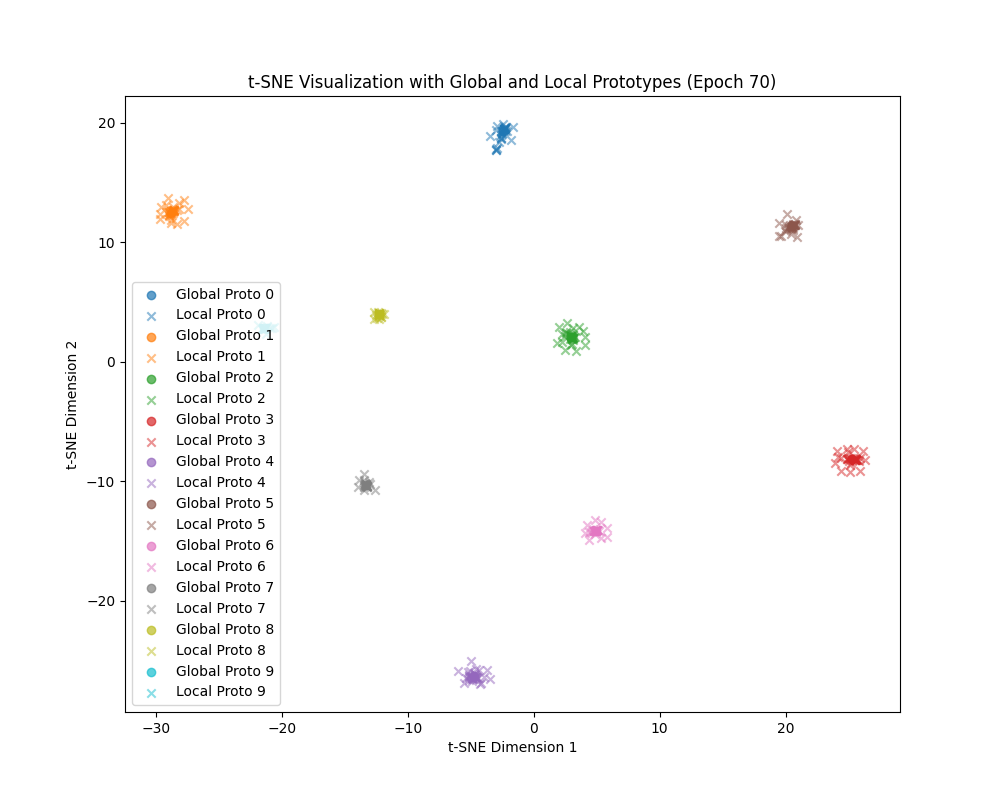 t-SNE Visualization with Global and Local Prototypes (Epoch 70)
20
10
0
−10
−20
t-SNE Dimension 2
Global Proto 0
Local Proto 0
Global Proto 1
Local Proto 1
Global Proto 2
Local Proto 2
Global Proto 3
Local Proto 3
Global Proto 4
Local Proto 4
Global Proto 5
Local Proto 5
Global Proto 6
Local Proto 6
Global Proto 7
Local Proto 7
Global Proto 8
Local Proto 8
Global Proto 9
Local Proto 9
−30 −20 −10 0 10 20
t-SNE Dimension 1